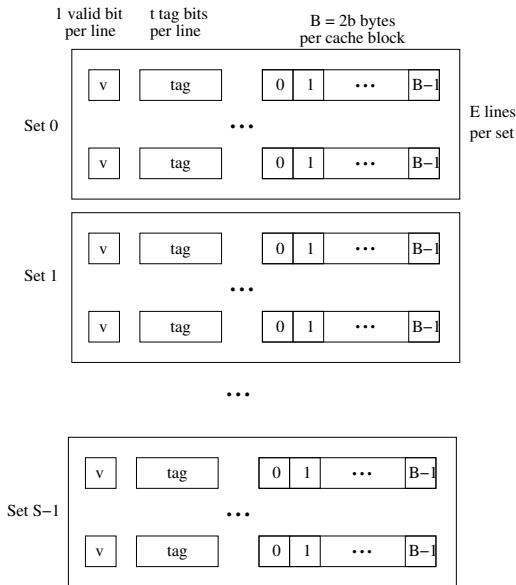 1 valid bit per line
t tag bits per line
B = 2b bytes per cache block
Set 0
v tag 0 1 ••• B−1
•••
v tag 0 1 ••• B−1
E lines per set
Set 1
v tag 0 1 ••• B−1
•••
v tag 0 1 ••• B−1
•••
Set S−1
v tag 0 1 ••• B−1
•••
v tag 0 1 ••• B−1